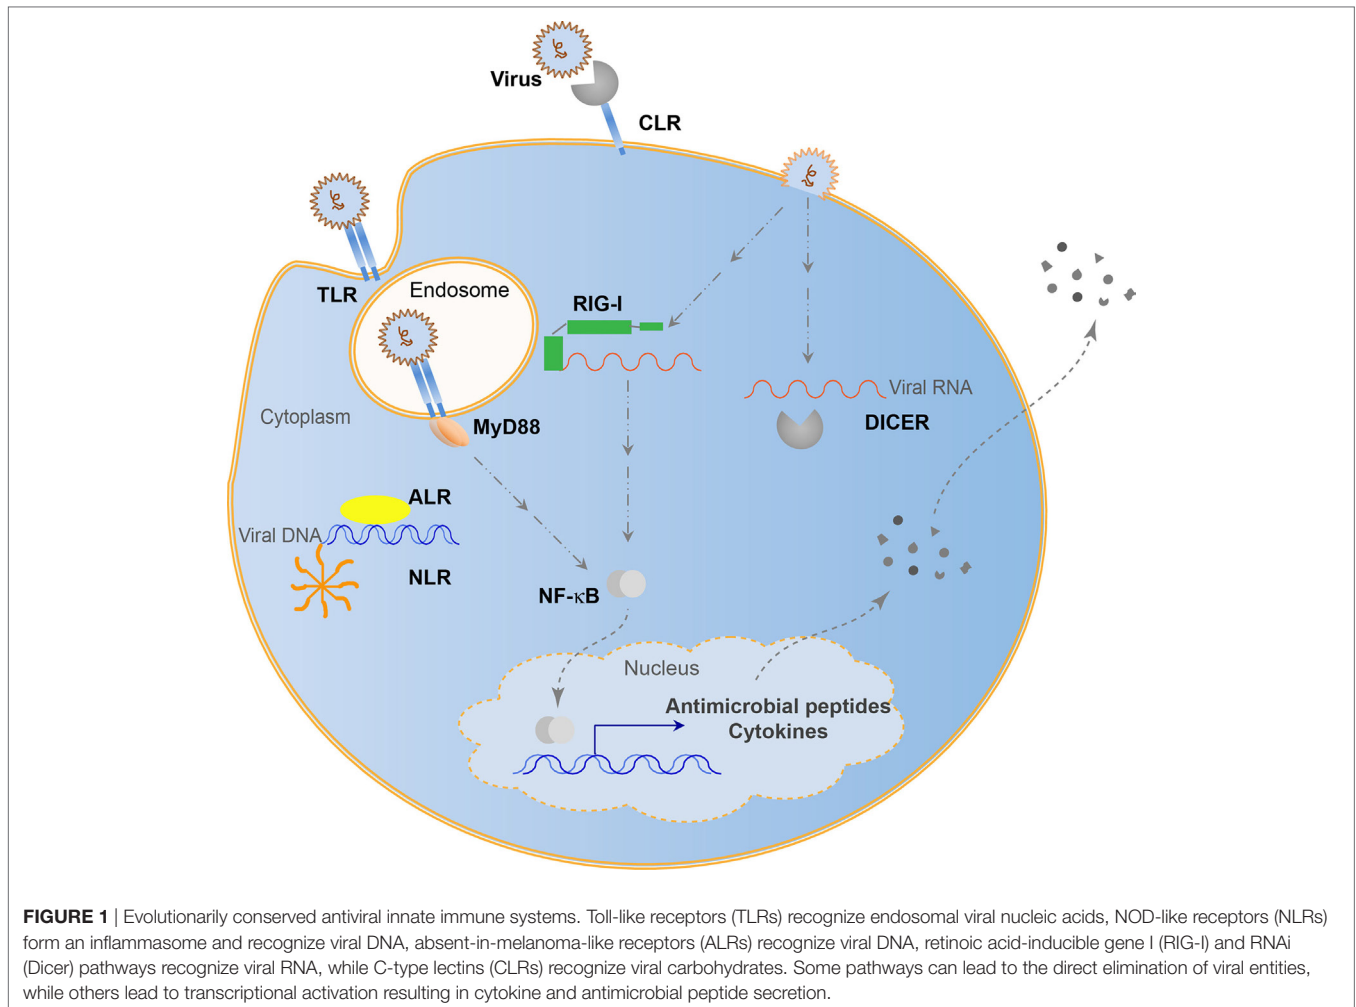 Virus
CLR
TLR
Endosome
RIG-I
Viral RNA
Cytoplasm
MyD88
DICER
ALR
Viral DNA
NLR
NF-κB
Nucleus
Antimicrobial peptides
Cytokines
FIGURE 1 | Evolutionarily conserved antiviral innate immune systems. Toll-like receptors (TLRs) recognize endosomal viral nucleic acids, NOD-like receptors (NLRs)
form an inflammasome and recognize viral DNA, absent-in-melanoma-like receptors (ALRs) recognize viral DNA, retinoic acid-inducible gene I (RIG-I) and RNAi
(Dicer) pathways recognize viral RNA, while C-type lectins (CLRs) recognize viral carbohydrates. Some pathways can lead to the direct elimination of viral entities,
while others lead to transcriptional activation resulting in cytokine and antimicrobial peptide secretion.